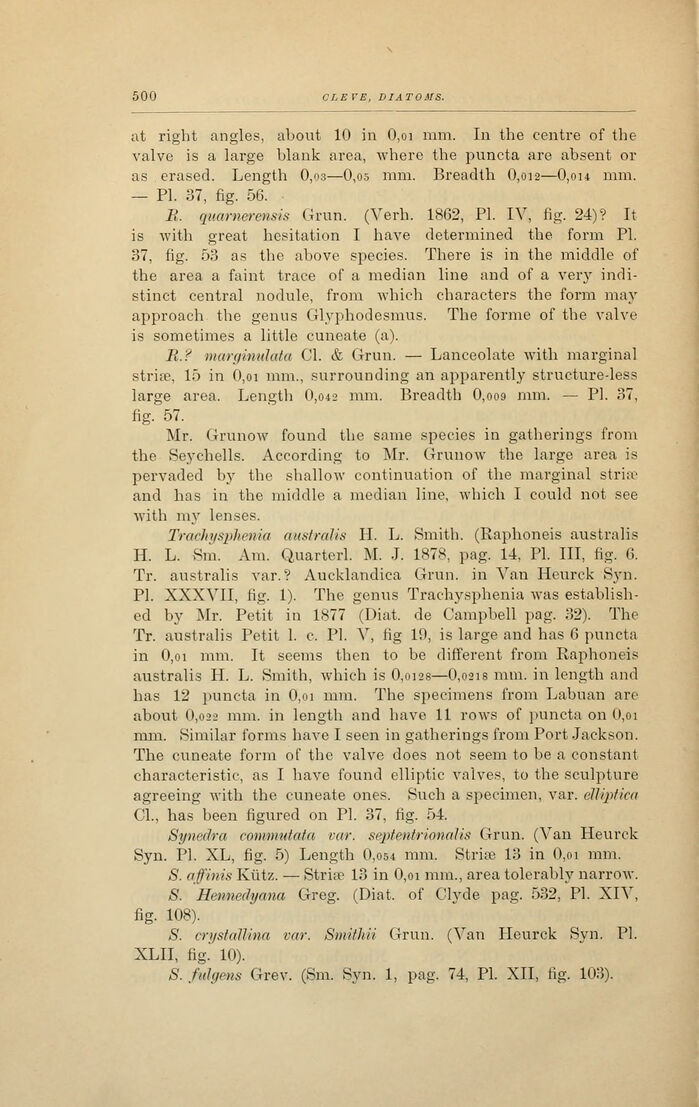 500
CLEVE, DIATOMS.
at right angles, about 10 in 0,01 mm. In the centre of the
valve is a large blank area, where the puncta are absent or
as erased. Length 0,03—0,05 mm. Breadth 0,012—0,014 mm.
— Pl. 37, fig. 56.
R. quarnerensis Grun. (Verh. 1862, Pl. IV, fig. 24)? It
is with great hesitation I have determined the form Pl.
37, fig. 53 as the above species. There is in the middle of
the area a faint trace of a median line and of a very indi-
stinct central nodule, from which characters the form may
approach the genus Glyphodesmus. The forme of the valve
is sometimes a little cuneate (a).
R.? marginulata Cl. & Grun. — Lanceolate with marginal
striæ, 15 in 0,01 mm., surrounding an apparently structure-less
large area. Length 0,042 mm. Breadth 0,009 mm. — Pl. 37,
fig. 57.
Mr. Grunow found the same species in gatherings from
the Seychells. According to Mr. Grunow the large area is
pervaded by the shallow continuation of the marginal striæ
and has in the middle a median line, which I could not see
with my lenses.
Trachysphenia australis H. L. Smith. (Raphoneis australis
H. L. Sm. Am. Quarterl. M. J. 1878, pag. 14, Pl. III, fig. 6.
Tr. australis var.? Aucklandica Grun. in Van Heurck Syn.
Pl. XXXVII, fig. 1). The genus Trachysphenia was establish-
ed by Mr. Petit in 1877 (Diat. de Campbell pag. 32). The
Tr. australis Petit l. c. Pl. V, fig 19, is large and has 6 puncta
in 0,01 mm. It seems then to be different from Raphoneis
australis H. L. Smith, which is 0,0128—0,0218 mm. in length and
has 12 puncta in 0,01 mm. The specimens from Labuan are
about 0,022 mm. in length and have 11 rows of puncta on 0,01
mm. Similar forms have I seen in gatherings from Port Jackson.
The cuneate form of the valve does not seem to be a constant
characteristic, as I have found elliptic valves, to the sculpture
agreeing with the cuneate ones. Such a specimen, var. elliptica
Cl., has been figured on Pl. 37, fig. 54.
Synedra commutata var. septentrionalis Grun. (Van Heurck
Syn. Pl. XL, fig. 5) Length 0,054 mm. Striæ 13 in 0,01 mm.
S. affinis Kütz. — Striæ 13 in 0,01 mm., area tolerably narrow.
S. Hennedyana Greg. (Diat. of Clyde pag. 532, Pl. XIV,
fig. 108).
S. crystallina var. Smithii Grun. (Van Heurck Syn. Pl.
XLII, fig. 10).
S. fulgens Grev. (Sm. Syn. 1, pag. 74, Pl. XII, fig. 103).